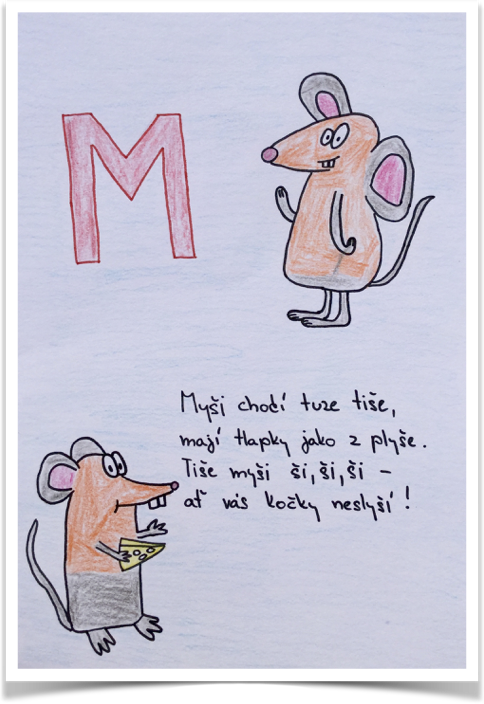 M
Myši chodí tuze tiše,
mají tlapky jako z plyše.
Tiše myši ši, ši, ši -
ať vás kočky neslyší!